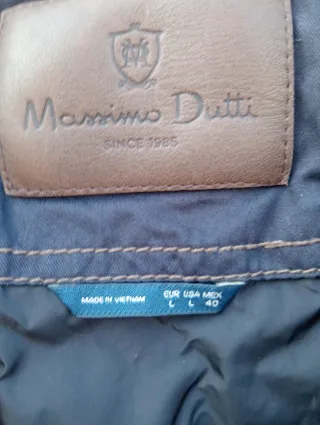 Massimo Dutti
SINCE 1985
MADE IN VIETNAM
EUR USA MEX
L L 40